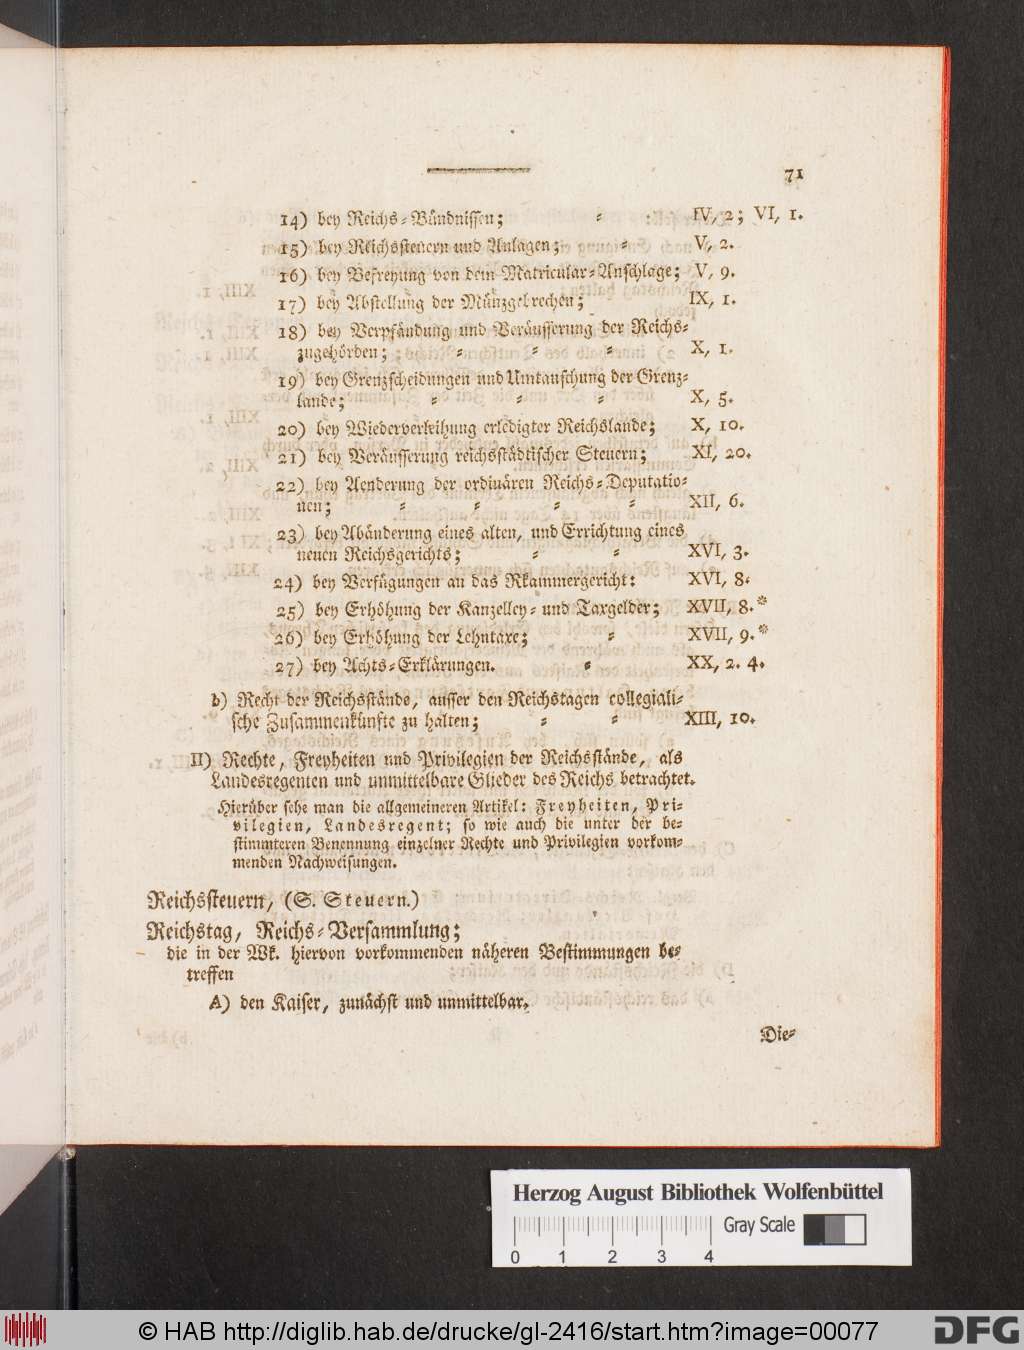 71
14) bey Reichs-Bündnissen; - IV, 2; VI, 1.
15) bey Reichssteuern und Anlagen; - V, 2.
16) bey Befreyung von dem Matricular-Anschlage; V, 9.
17) bey Abstellung der Münzgebrechen; IX, 1.
18) bey Verpfändung und Veräusserung der Reichs-
zugehörden; - - - X, 1.
19) bey Grenzscheidungen und Umtauschung der Grenz-
lande; - - - X, 5.
20) bey Wiederverleihung erledigter Reichslande; X, 10.
21) bey Veräusserung reichsstädtischer Steuern; XI, 20.
22) bey Aenderung der ordinären Reichs-Deputatio-
nen; - - - - XII, 6.
23) bey Abänderung eines alten, und Errichtung eines
neuen Reichsgerichts; - - XVI, 3.
24) bey Verfügungen an das Rkammergericht: XVI, 8.
25) bey Erhöhung der Kanzelley- und Taxgelder; XVII, 8.*
26) bey Erhöhung der Lehntaxe; - XVII, 9.*
27) bey Achts-Erklärungen. - XX, 2. 4.
b) Recht der Reichsstände, ausser den Reichstagen collegiali-
sche Zusammenkünfte zu halten; - - XIII, 10.
II) Rechte, Freyheiten und Privilegien der Reichsstände, als
Landesregenten und unmittelbare Glieder des Reichs betrachtet.
Hierüber sehe man die allgemeineren Artikel: Freyheiten, Pri-
vilegien, Landesregent; so wie auch die unter der be-
stimmteren Benennung einzelner Rechte und Privilegien vorkom-
menden Nachweisungen.
Reichssteuern, (S. Steuern.)
Reichstag, Reichs-Versammlung;
die in der Wk. hiervon vorkommenden näheren Bestimmungen be-
treffen
A) den Kaiser, zunächst und unmittelbar.
Die-
Herzog August Bibliothek Wolfenbüttel
Gray Scale
0 1 2 3 4
© HAB http://diglib.hab.de/drucke/gl-2416/start.htm?image=00077
DFG